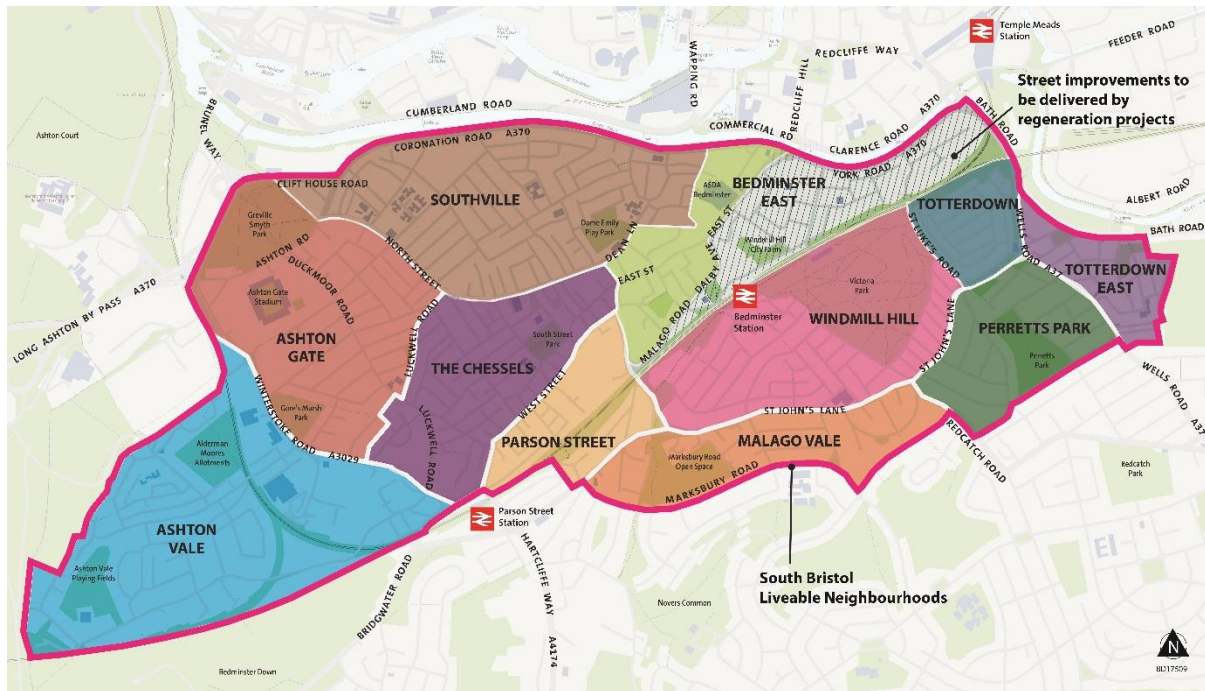 Temple Meads
Station
FEEDER ROAD
REDCLIFFE WAY
WAPPING RD
REDCLIFF HILL
Street improvements to
be delivered by
regeneration projects
BRUNEL WAY
CUMBERLAND ROAD
COMMERCIAL RD
CLARENCE ROAD A370
BATH ROAD
Ashton Court
CORONATION ROAD A370
YORK ROAD A370
CLIFT HOUSE ROAD
SOUTHVILLE
ASDA
Bedminster
BEDMINSTER
EAST
ALBERT ROAD
BATH ROAD
Greville
Smyth
Park
Dame Emily
Play Park
DEAN LN
EAST ST
Windmill Hill
TOTTERDOWN
WELLS ROAD A37
ST LUKE'S ROAD
ASHTON RD
NORTH STREET
DALBY AVE
EAST ST
TOTTERDOWN
EAST
DUCKMOOR ROAD
LONG ASHTON BY PASS A370
Ashton Gate
Stadium
Victoria
Park
Bedminster
Station
MALAGO ROAD
WINDMILL HILL
PERRETTS PARK
ASHTON
GATE
LUCKWELL ROAD
South Street
Park
THE CHESSELS
ST JOHN'S LANE
Perretts
Park
WELLS ROAD A37
WINTERSTOKE ROAD A3029
Gore's Marsh
Park
WEST STREET
LUCKWELL ROAD
ST JOHN'S LANE
PARSON STREET
MALAGO VALE
REDCATCH ROAD
Alderman
Moores
Allotments
Marksbury Road
Open Space
MARKSBURY ROAD
Redcatch
Park
Parson Street
Station
ASHTON
VALE
Ashton Vale
Playing Fields
HARTCLIFFE WAY
A4174
BRIDGWATER ROAD
South Bristol
Liveable Neighbourhoods
Novers Common
Bedminster Down
N
BD17509